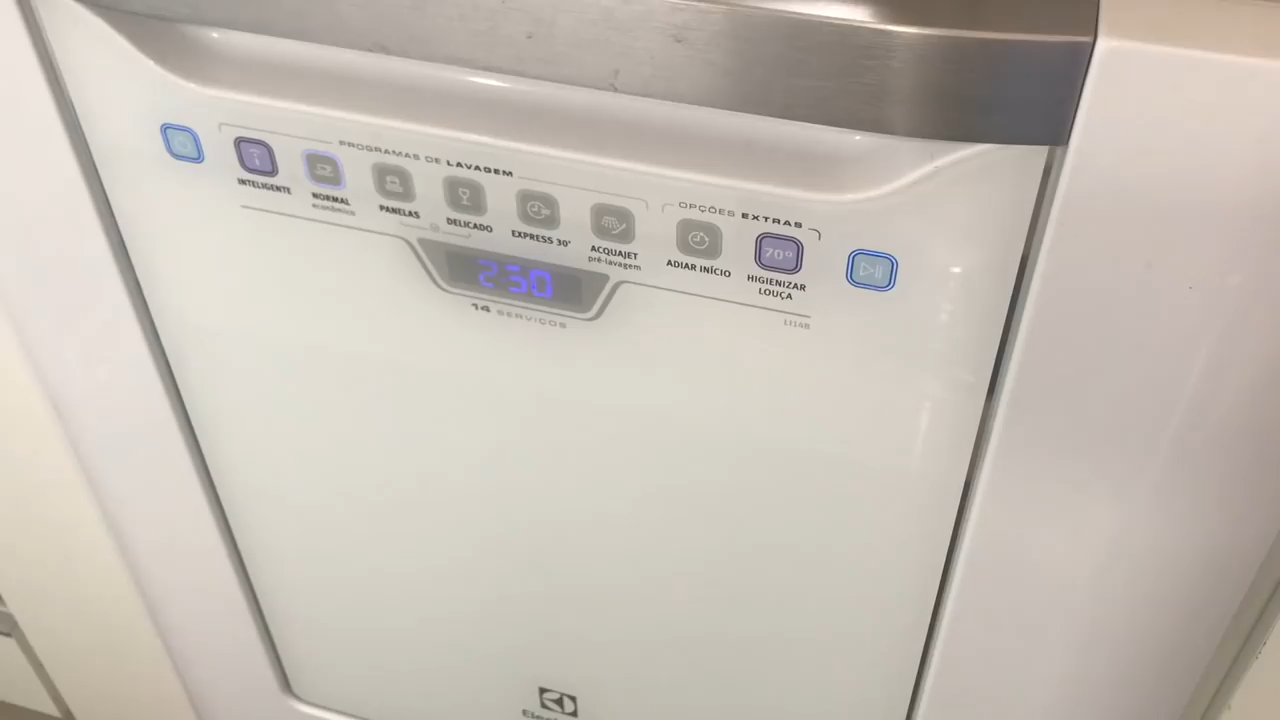 PROGRAMAS DE LAVAGEM
INTELIGENTE
NORMAL
econômico
PANELAS
DELICADO
EXPRESS 30'
ACQUAJET
pré-lavagem
OPÇÕES EXTRAS
ADIAR INÍCIO
70°
HIGIENIZAR
LOUÇA
2:50
14 SERVIÇOS
LI14B